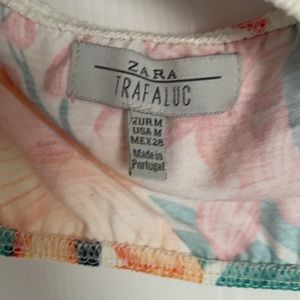 ZARA
TRAFALUC
EUR M
USA M
MEX 28
Made in
Portugal